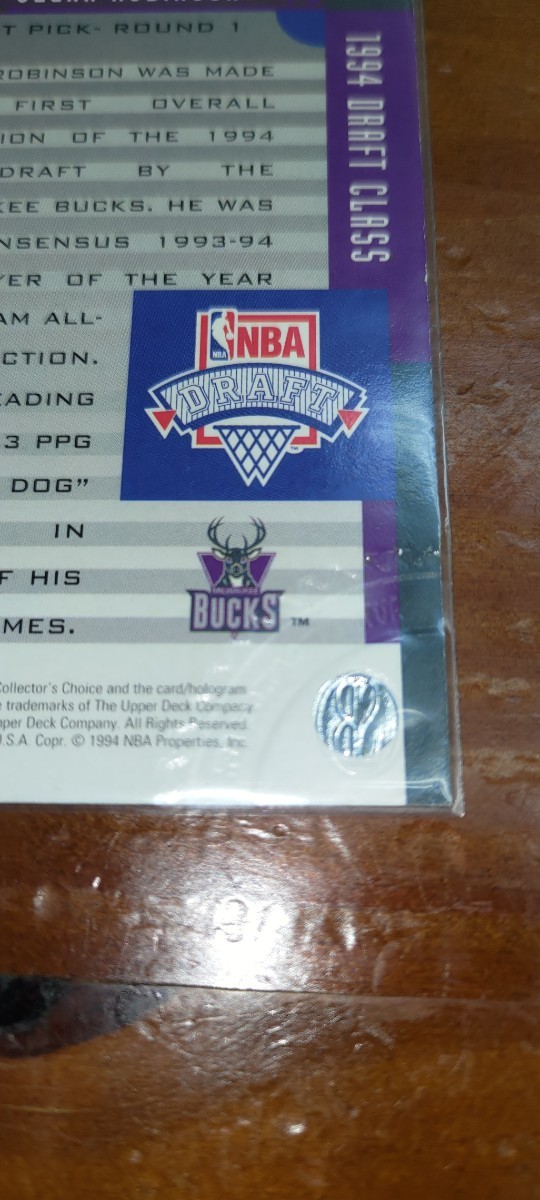 T PICK- ROUND 1
ROBINSON WAS MADE
FIRST OVERALL
ION OF THE 1994
DRAFT BY THE
KEE BUCKS. HE WAS
NSENSUS 1993-94
YER OF THE YEAR
AM ALL-
CTION.
EADING
3 PPG
DOG”
IN
F HIS
MES.
1994 DRAFT CLASS
NBA
NBA
DRAFT
BUCKS ™
Collector's Choice and the card/hologram
e trademarks of The Upper Deck Company
pper Deck Company. All Rights Reserved.
U.S.A. Copr. © 1994 NBA Properties, Inc.